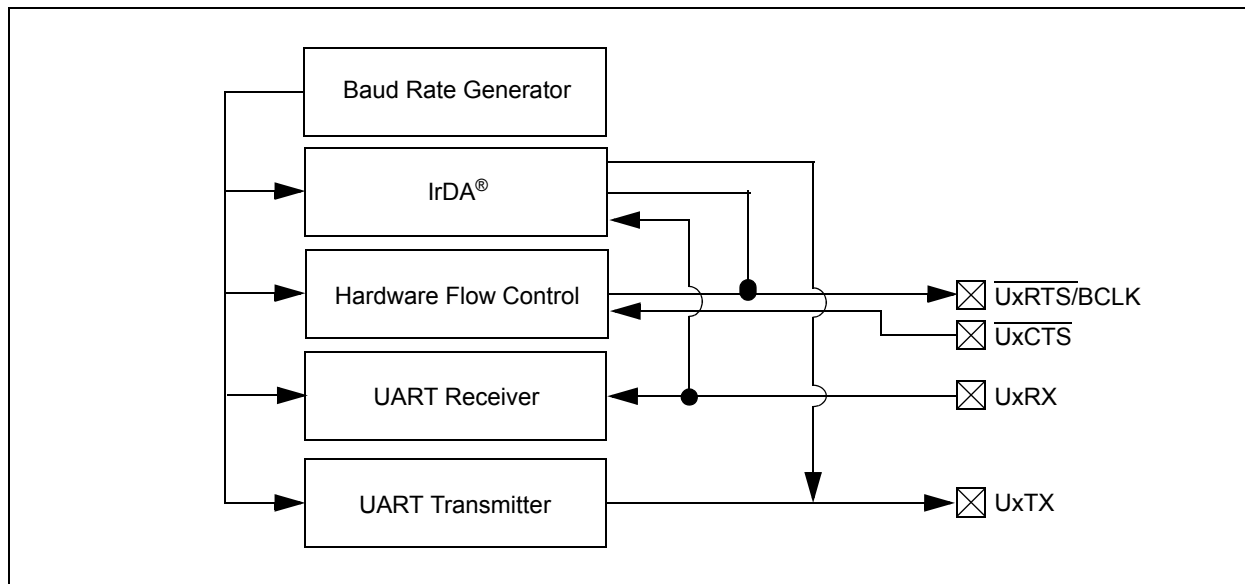 Baud Rate Generator
IrDA®
Hardware Flow Control
UxRTS/BCLK
UxCTS
UART Receiver
UxRX
UART Transmitter
UxTX